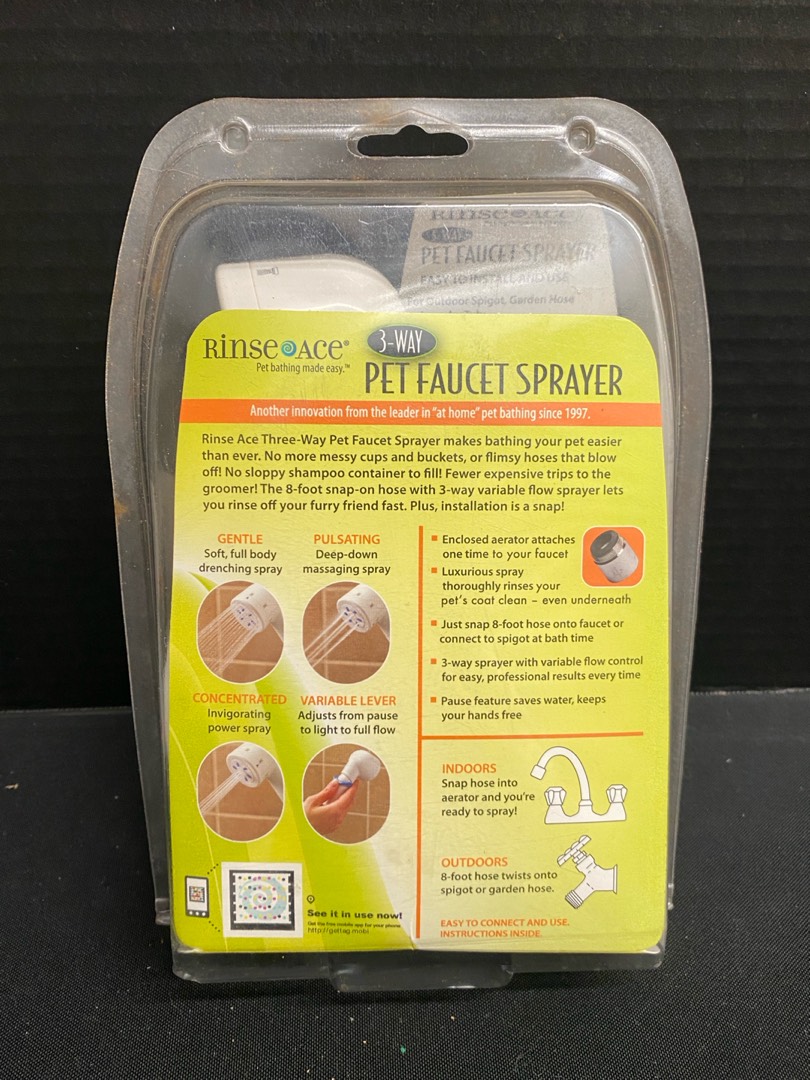 Rinse Ace
3-WAY
PET FAUCET SPRAYER
EASY TO INSTALL AND USE
For Outdoor Spigot, Garden Hose
Rinse Ace®
Pet bathing made easy.™
3-WAY
PET FAUCET SPRAYER
Another innovation from the leader in "at home" pet bathing since 1997.
Rinse Ace Three-Way Pet Faucet Sprayer makes bathing your pet easier
than ever. No more messy cups and buckets, or flimsy hoses that blow
off! No sloppy shampoo container to fill! Fewer expensive trips to the
groomer! The 8-foot snap-on hose with 3-way variable flow sprayer lets
you rinse off your furry friend fast. Plus, installation is a snap!
GENTLE
Soft, full body
drenching spray
PULSATING
Deep-down
massaging spray
CONCENTRATED
Invigorating
power spray
VARIABLE LEVER
Adjusts from pause
to light to full flow
See it in use now!
Get the free mobile app for your phone
http://gettag.mobi
Enclosed aerator attaches
one time to your faucet
Luxurious spray
thoroughly rinses your
pet's coat clean – even underneath
Just snap 8-foot hose onto faucet or
connect to spigot at bath time
3-way sprayer with variable flow control
for easy, professional results every time
Pause feature saves water, keeps
your hands free
INDOORS
Snap hose into
aerator and you're
ready to spray!
OUTDOORS
8-foot hose twists onto
spigot or garden hose.
EASY TO CONNECT AND USE.
INSTRUCTIONS INSIDE.